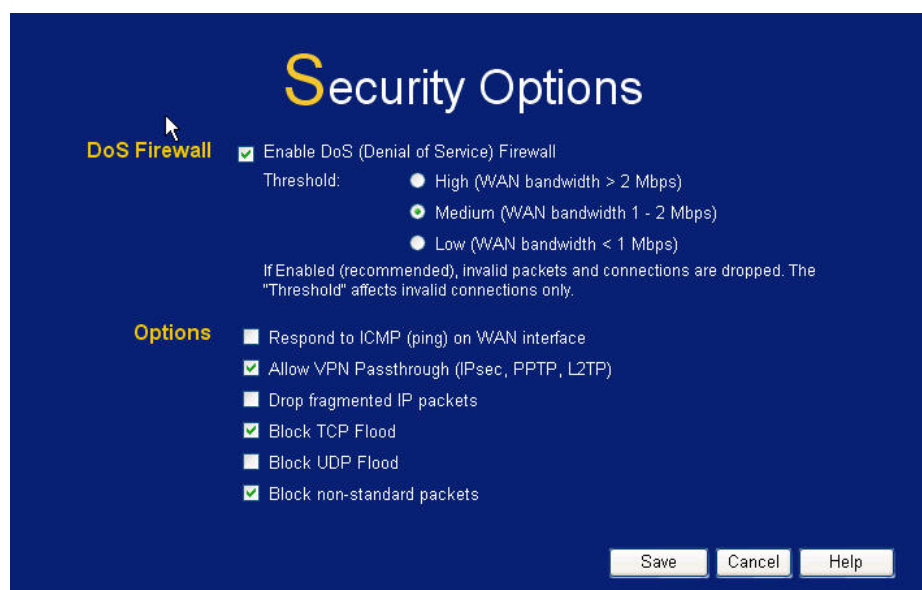 Security Options
DoS Firewall
Enable DoS (Denial of Service) Firewall
Threshold:
High (WAN bandwidth > 2 Mbps)
Medium (WAN bandwidth 1 - 2 Mbps)
Low (WAN bandwidth < 1 Mbps)
If Enabled (recommended), invalid packets and connections are dropped. The
"Threshold" affects invalid connections only.
Options
Respond to ICMP (ping) on WAN interface
Allow VPN Passthrough (IPsec, PPTP, L2TP)
Drop fragmented IP packets
Block TCP Flood
Block UDP Flood
Block non-standard packets
Save
Cancel
Help